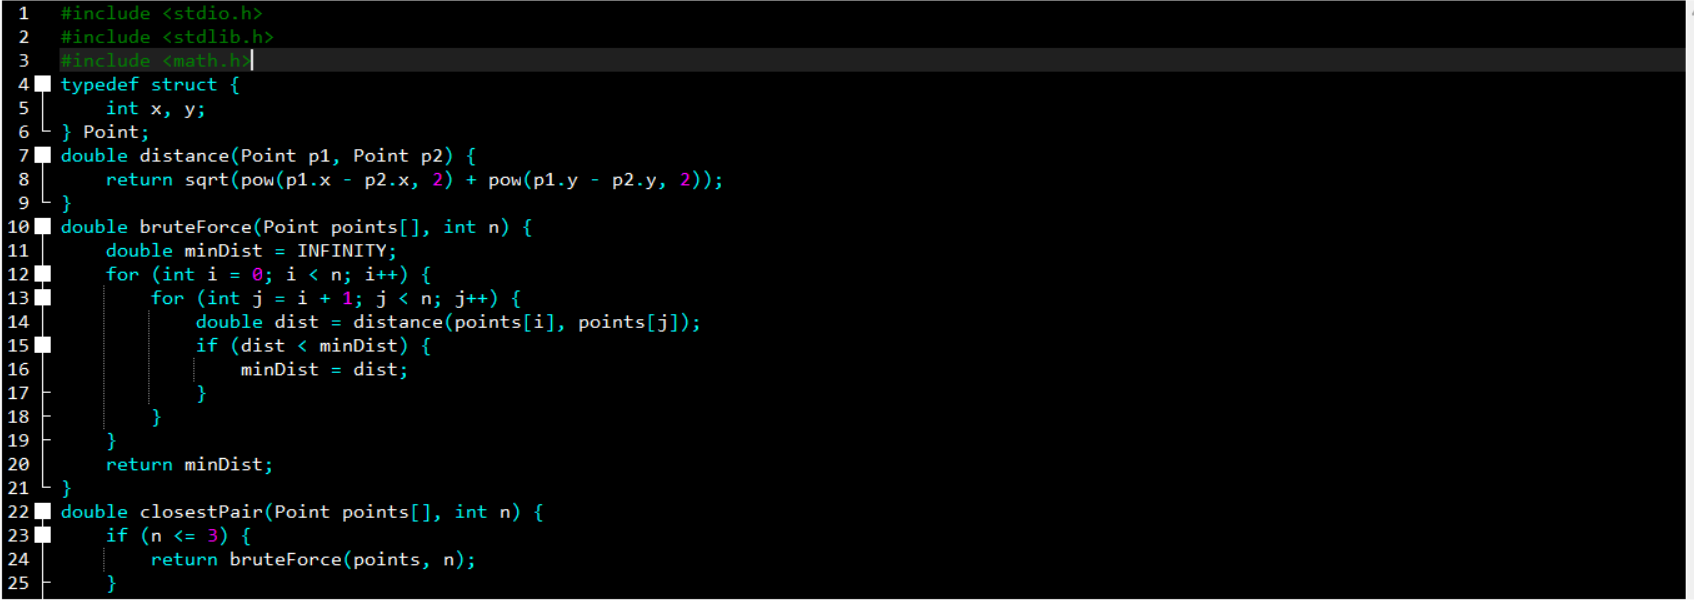 1 #include <stdio.h>
2 #include <stdlib.h>
3 #include <math.h>
4 typedef struct {
5     int x, y;
6 } Point;
7 double distance(Point p1, Point p2) {
8     return sqrt(pow(p1.x - p2.x, 2) + pow(p1.y - p2.y, 2));
9 }
10 double bruteForce(Point points[], int n) {
11     double minDist = INFINITY;
12     for (int i = 0; i < n; i++) {
13         for (int j = i + 1; j < n; j++) {
14             double dist = distance(points[i], points[j]);
15             if (dist < minDist) {
16                 minDist = dist;
17             }
18         }
19     }
20     return minDist;
21 }
22 double closestPair(Point points[], int n) {
23     if (n <= 3) {
24         return bruteForce(points, n);
25     }